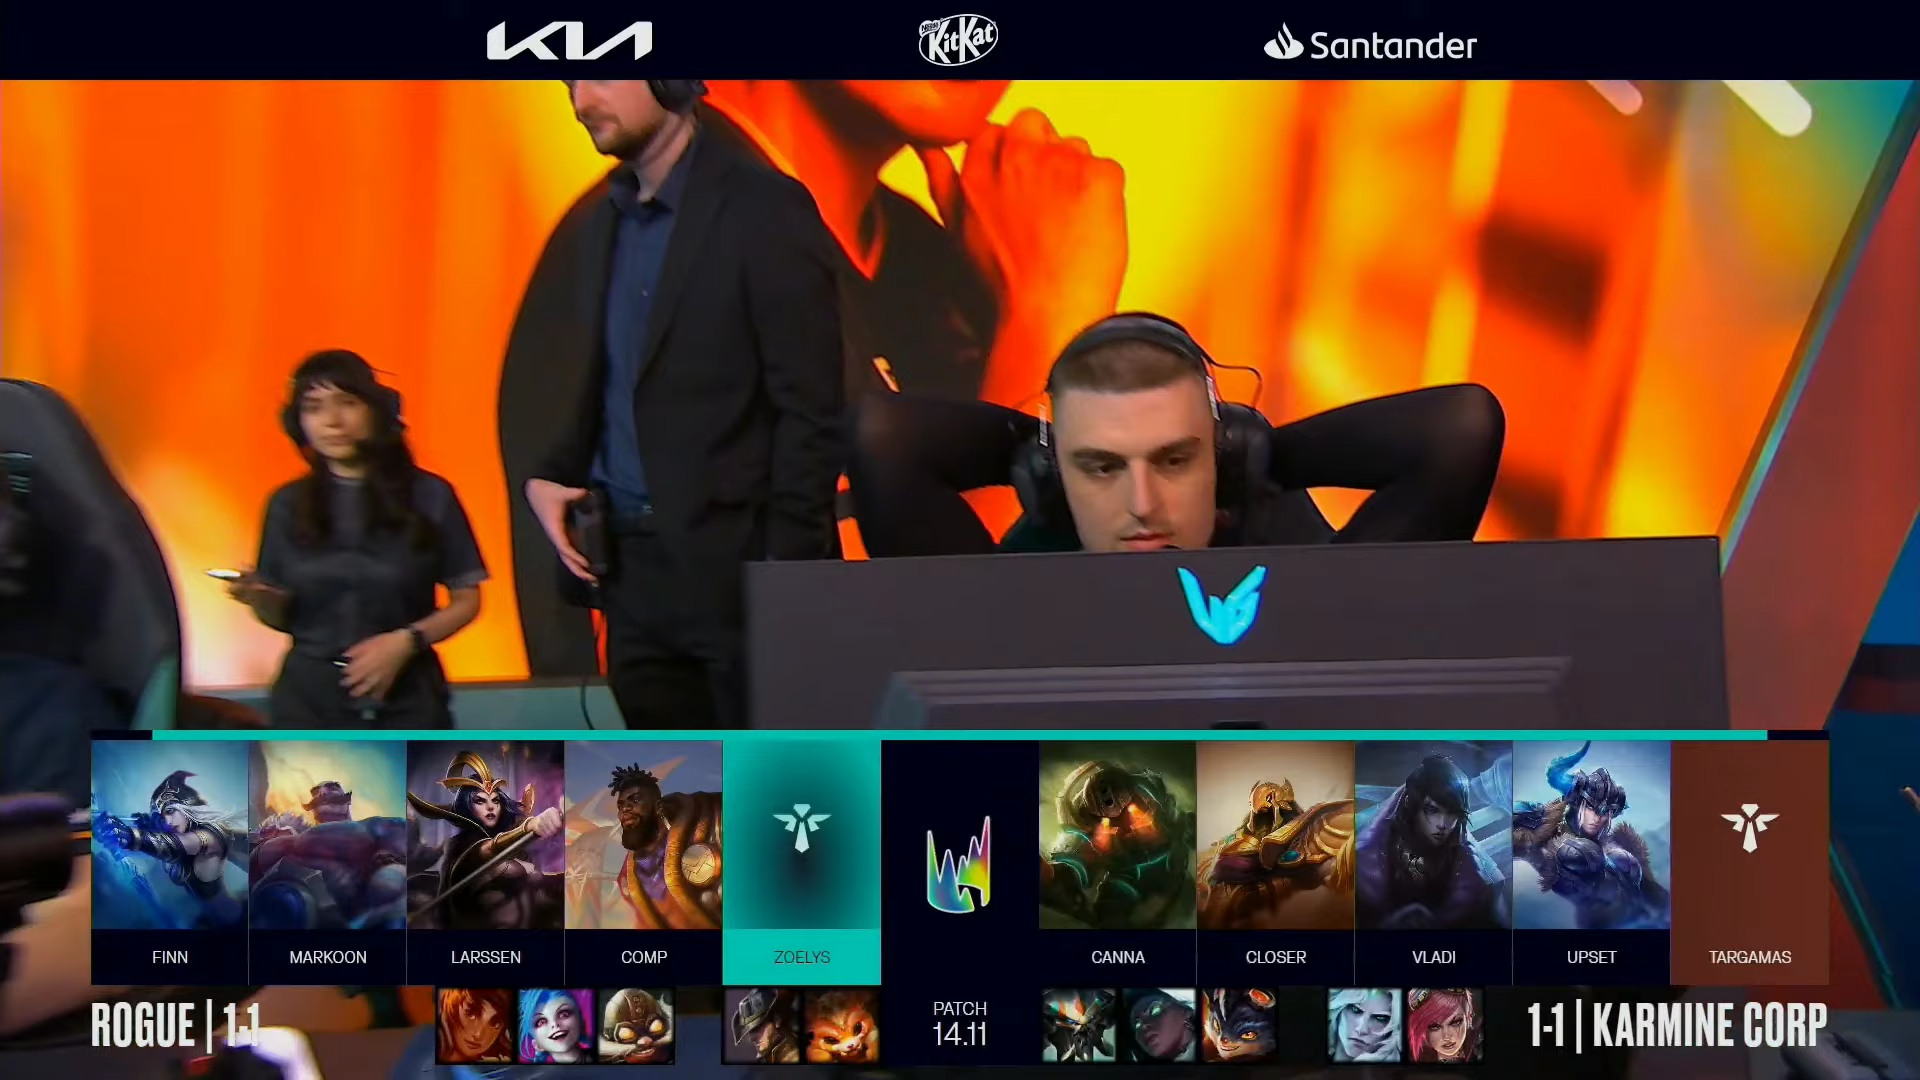 KIA
Nestlé
KitKat
Santander
FINN
MARKOON
LARSSEN
COMP
ZOELYS
CANNA
CLOSER
VLADI
UPSET
TARGAMAS
ROGUE | 1-1
PATCH
14.11
1-1 | KARMINE CORP